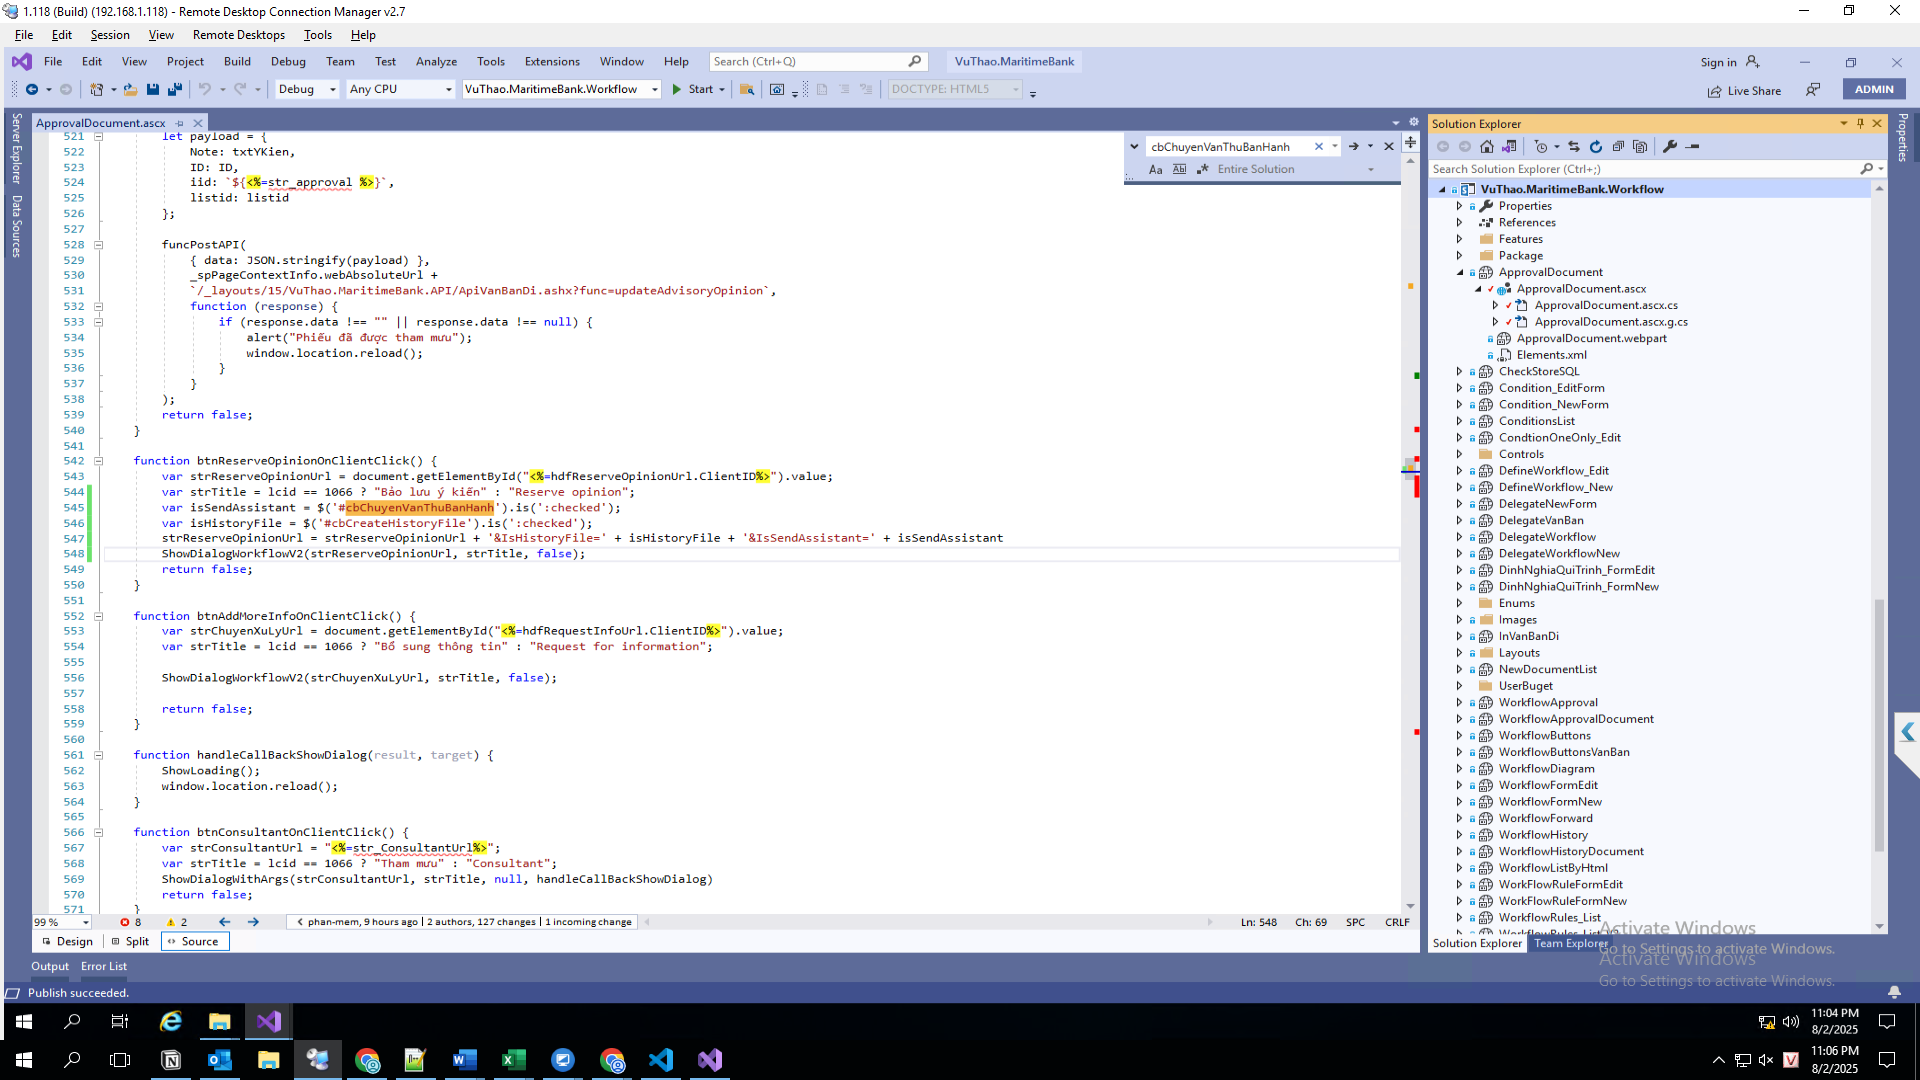 1.118 (Build) (192.168.1.118) - Remote Desktop Connection Manager v2.7
File Edit Session View Remote Desktops Tools Help
File Edit View Project Build Debug Team Test Analyze Tools Extensions Window Help Search (Ctrl+Q) VuThao.MaritimeBank Sign in
Debug Any CPU VuThao.MaritimeBank.Workflow Start DOCTYPE: HTML5 Live Share ADMIN
Server Explorer
Data Sources
ApprovalDocument.ascx
cbChuyenVanThuBanHanh
Aa Ab Entire Solution
521 let payload = {
522 Note: txtYKien,
523 ID: ID,
524 iid: `${<%=str_approval %>}`,
525 listid: listid
526 };
527
528 funcPostAPI(
529 { data: JSON.stringify(payload) },
530 _spPageContextInfo.webAbsoluteUrl +
531 `/_layouts/15/VuThao.MaritimeBank.API/ApiVanBanDi.ashx?func=updateAdvisoryOpinion`,
532 function (response) {
533 if (response.data !== "" || response.data !== null) {
534 alert("Phiếu đã được tham mưu");
535 window.location.reload();
536 }
537 }
538 );
539 return false;
540 }
541
542 function btnReserveOpinionOnClientClick() {
543 var strReserveOpinionUrl = document.getElementById("<%=hdfReserveOpinionUrl.ClientID%>").value;
544 var strTitle = lcid == 1066 ? "Bảo lưu ý kiến" : "Reserve opinion";
545 var isSendAssistant = $('#cbChuyenVanThuBanHanh').is(':checked');
546 var isHistoryFile = $('#cbCreateHistoryFile').is(':checked');
547 strReserveOpinionUrl = strReserveOpinionUrl + '&IsHistoryFile=' + isHistoryFile + '&IsSendAssistant=' + isSendAssistant
548 ShowDialogWorkflowV2(strReserveOpinionUrl, strTitle, false);
549 return false;
550 }
551
552 function btnAddMoreInfoOnClientClick() {
553 var strChuyenXuLyUrl = document.getElementById("<%=hdfRequestInfoUrl.ClientID%>").value;
554 var strTitle = lcid == 1066 ? "Bổ sung thông tin" : "Request for information";
555
556 ShowDialogWorkflowV2(strChuyenXuLyUrl, strTitle, false);
557
558 return false;
559 }
560
561 function handleCallBackShowDialog(result, target) {
562 ShowLoading();
563 window.location.reload();
564 }
565
566 function btnConsultantOnClientClick() {
567 var strConsultantUrl = "<%=str_ConsultantUrl%>";
568 var strTitle = lcid == 1066 ? "Tham mưu" : "Consultant";
569 ShowDialogWithArgs(strConsultantUrl, strTitle, null, handleCallBackShowDialog)
570 return false;
571 }
99 % 8 2 phan-mem, 9 hours ago | 2 authors, 127 changes | 1 incoming change Ln: 548 Ch: 69 SPC CRLF
Design Split Source
Output Error List
Publish succeeded.
Solution Explorer
Search Solution Explorer (Ctrl+;)
VuThao.MaritimeBank.Workflow
Properties
References
Features
Package
ApprovalDocument
ApprovalDocument.ascx
ApprovalDocument.ascx.cs
ApprovalDocument.ascx.g.cs
ApprovalDocument.webpart
Elements.xml
CheckStoreSQL
Condition_EditForm
Condition_NewForm
ConditionsList
CondtionOneOnly_Edit
Controls
DefineWorkflow_Edit
DefineWorkflow_New
DelegateNewForm
DelegateVanBan
DelegateWorkflow
DelegateWorkflowNew
DinhNghiaQuiTrinh_FormEdit
DinhNghiaQuiTrinh_FormNew
Enums
Images
InVanBanDi
Layouts
NewDocumentList
UserBuget
WorkflowApproval
WorkflowApprovalDocument
WorkflowButtons
WorkflowButtonsVanBan
WorkflowDiagram
WorkflowFormEdit
WorkflowFormNew
WorkflowForward
WorkflowHistory
WorkflowHistoryDocument
WorkflowListByHtml
WorkFlowRuleFormEdit
WorkFlowRuleFormNew
WorkflowRules_List
Solution Explorer Team Explorer
Properties
Activate Windows
Go to Settings to activate Windows.
Activate Windows
Go to Settings to activate Windows.
11:04 PM
8/2/2025
11:06 PM
8/2/2025